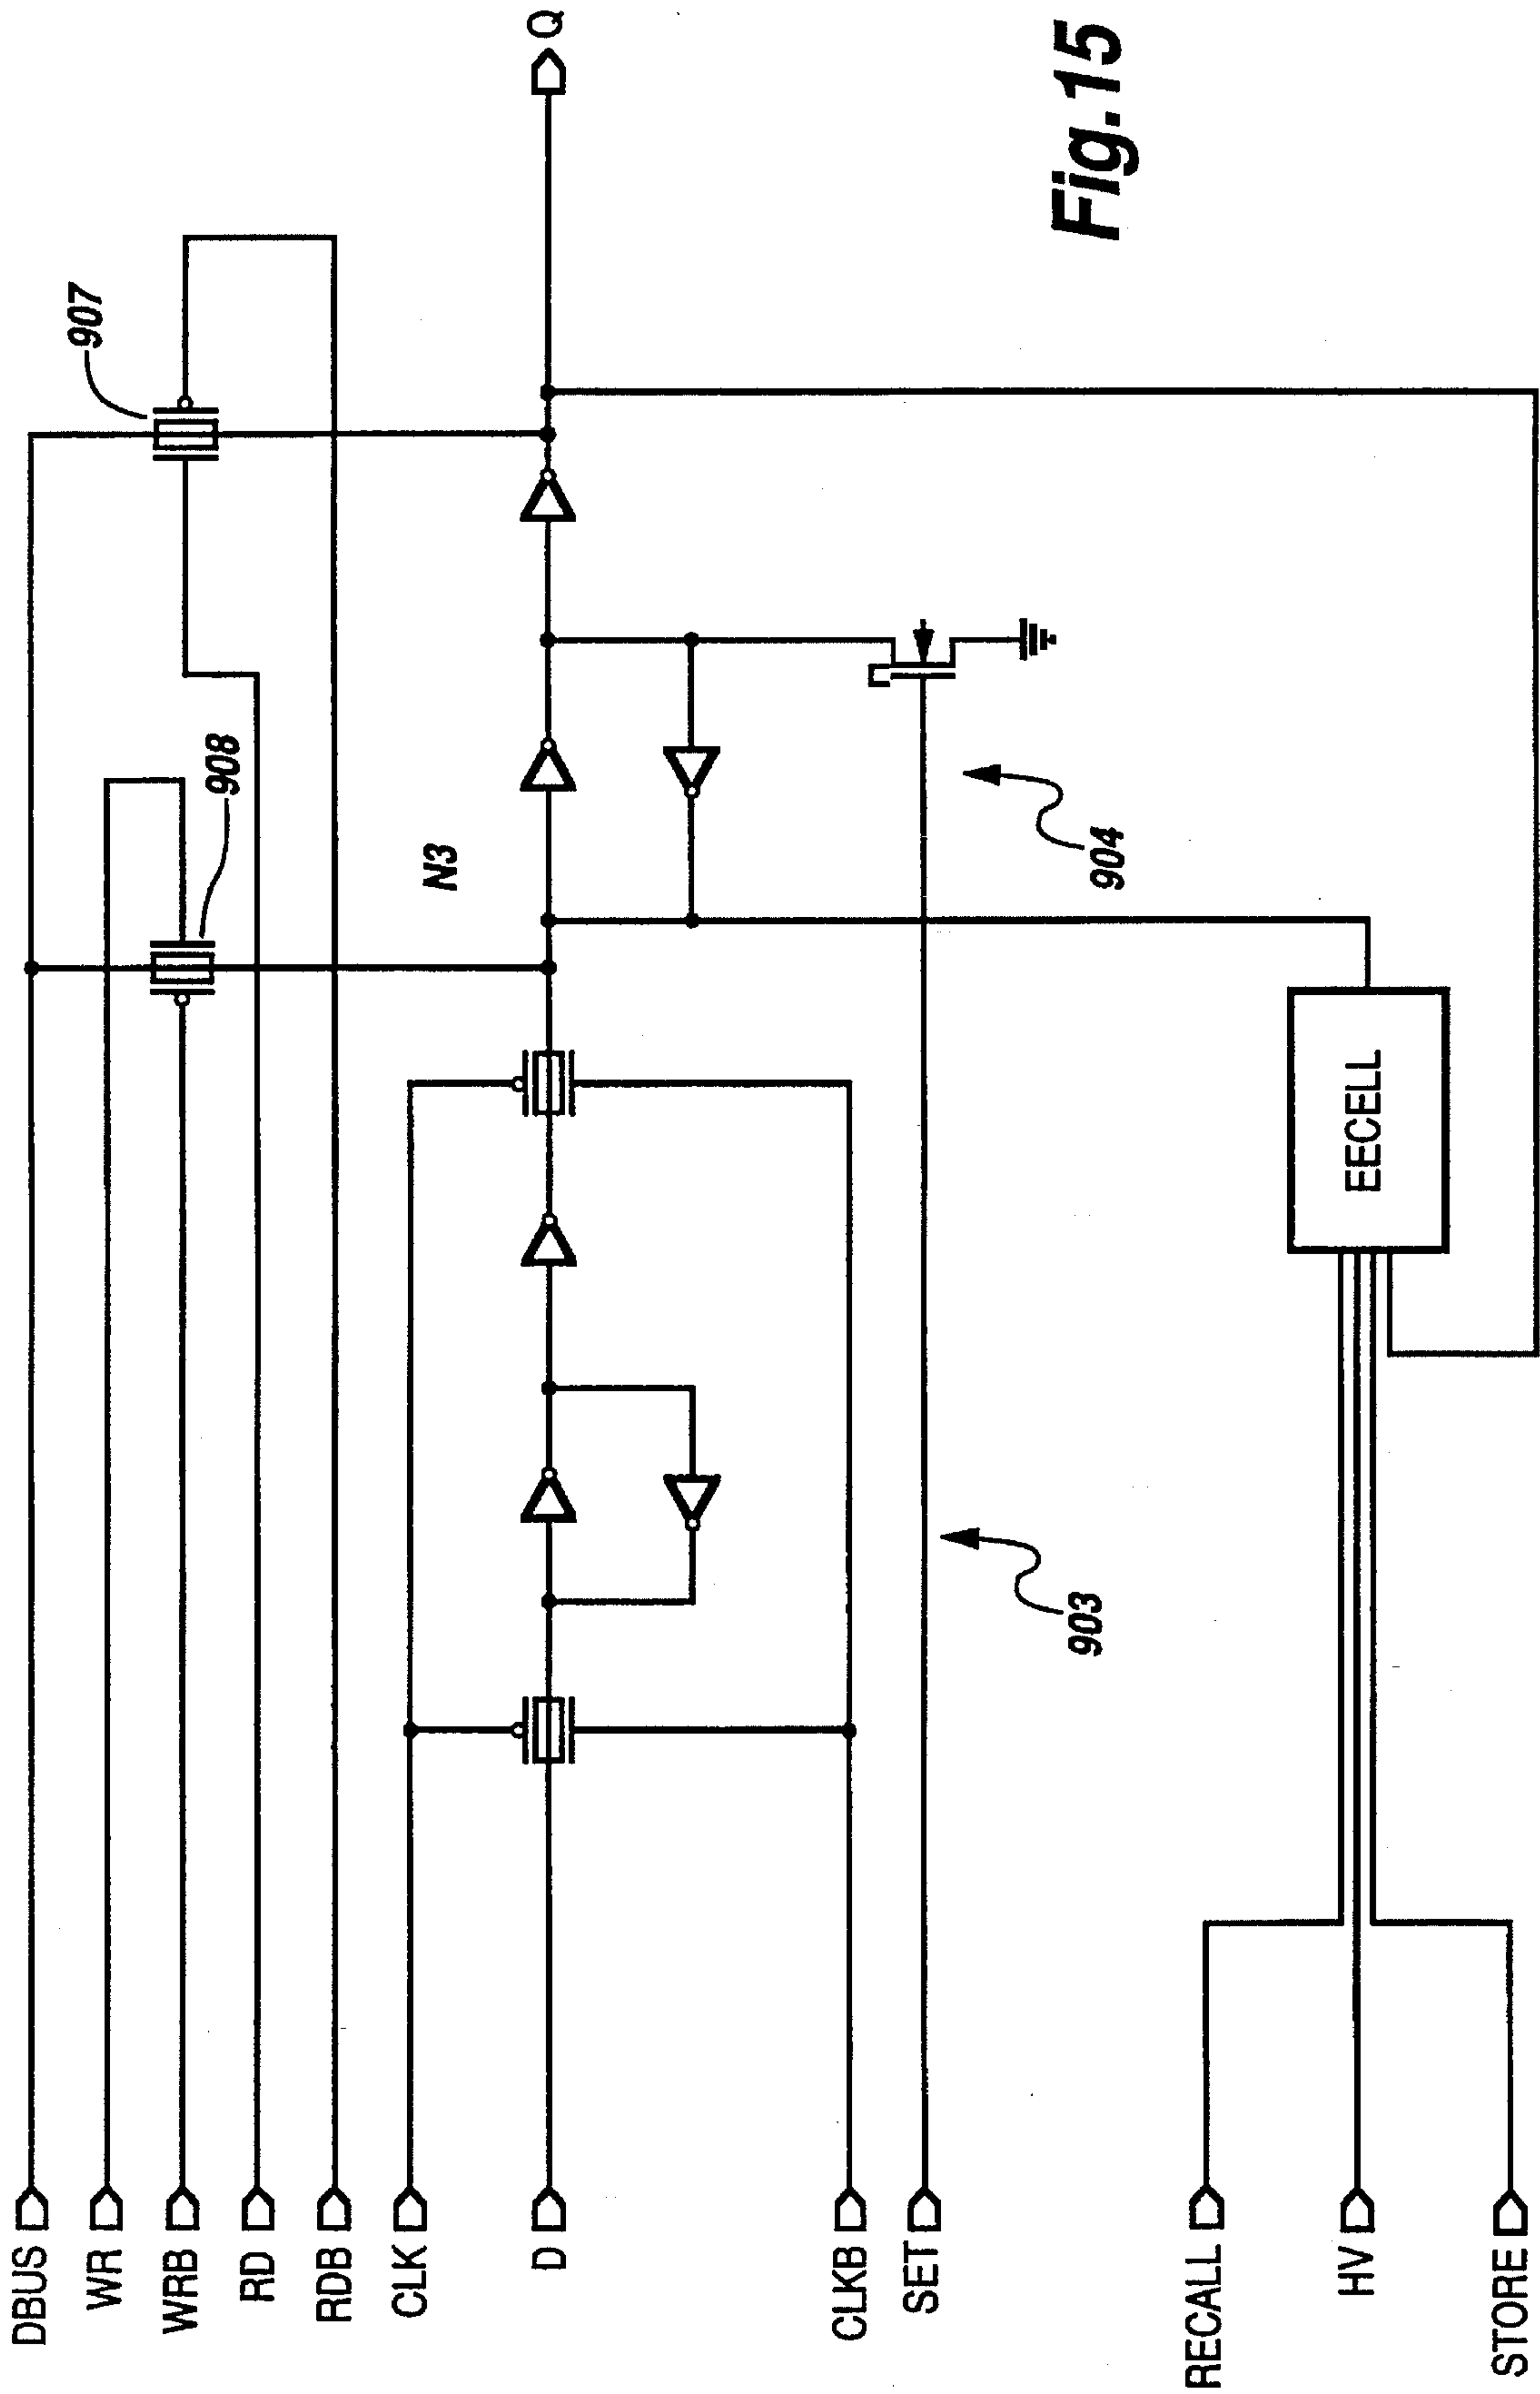 DBUS
WR
WRB
RD
RDB
CLK
D
CLKB
SET
RECALL
HV
STORE
907
908
N3
Q
904
903
EECELL
Fig.15